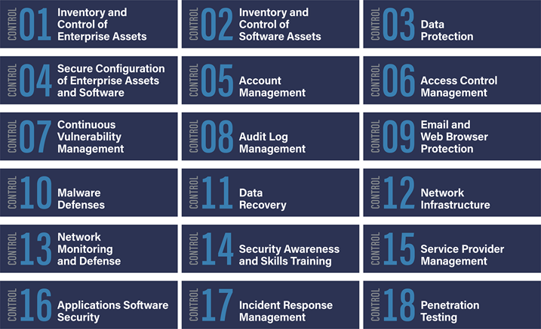 CONTROL
01
Inventory and
Control of
Enterprise Assets
CONTROL
02
Inventory and
Control of
Software Assets
CONTROL
03
Data
Protection
CONTROL
04
Secure Configuration
of Enterprise Assets
and Software
CONTROL
05
Account
Management
CONTROL
06
Access Control
Management
CONTROL
07
Continuous
Vulnerability
Management
CONTROL
08
Audit Log
Management
CONTROL
09
Email and
Web Browser
Protection
CONTROL
10
Malware
Defenses
CONTROL
11
Data
Recovery
CONTROL
12
Network
Infrastructure
CONTROL
13
Network
Monitoring
and Defense
CONTROL
14
Security Awareness
and Skills Training
CONTROL
15
Service Provider
Management
CONTROL
16
Applications Software
Security
CONTROL
17
Incident Response
Management
CONTROL
18
Penetration
Testing